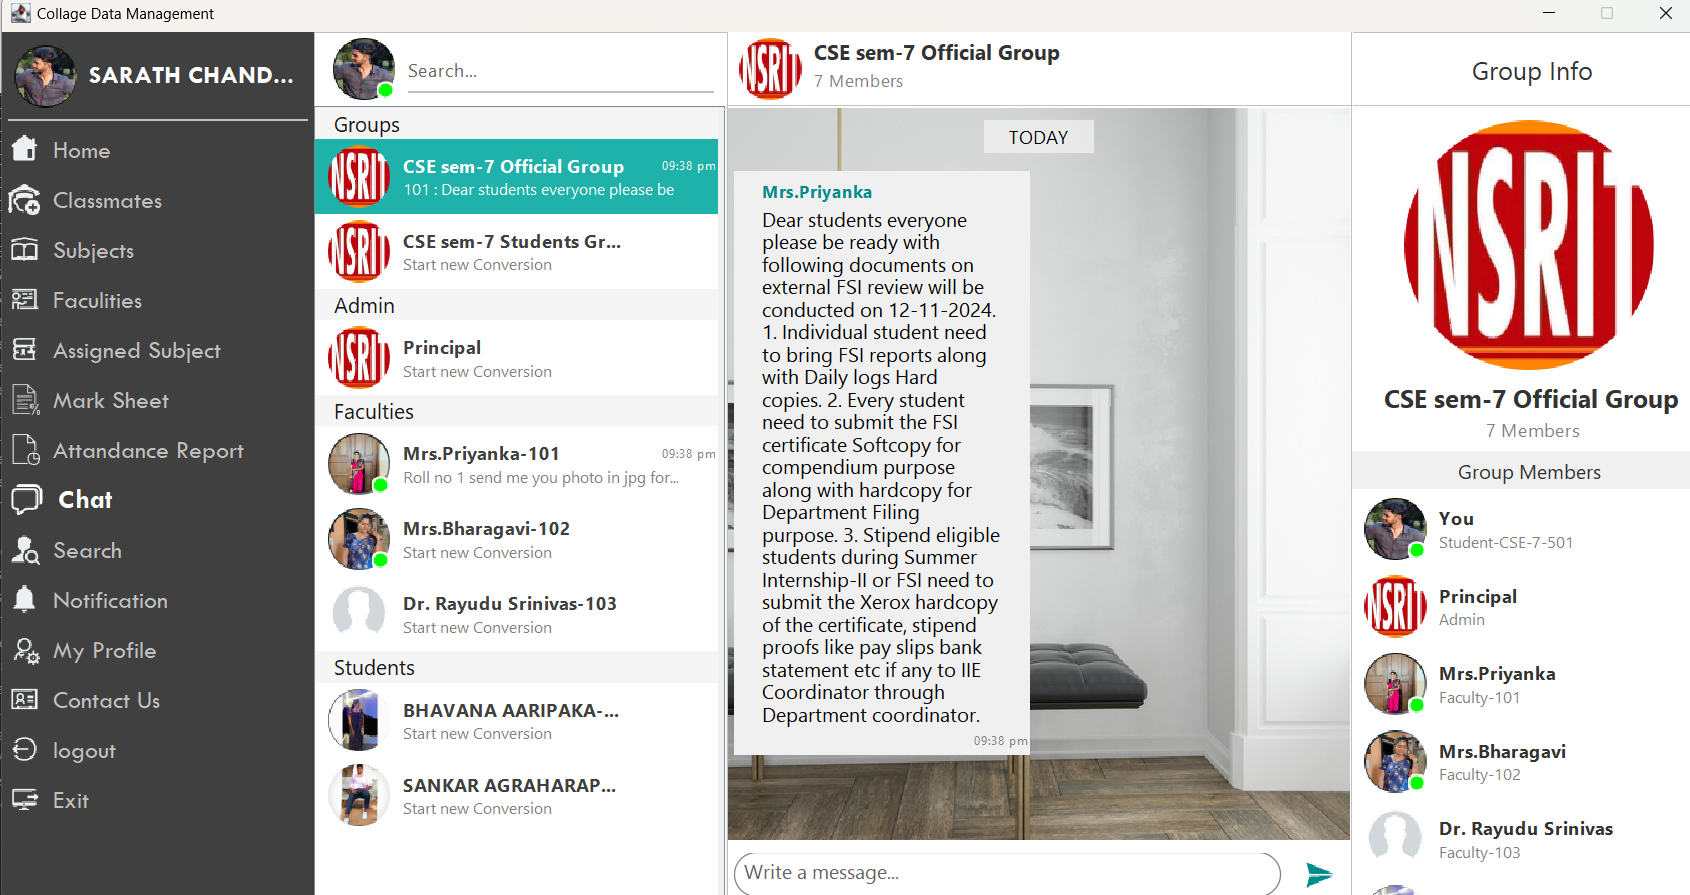 Collage Data Management
SARATH CHAND...
Home
Classmates
Subjects
Faculities
Assigned Subject
Mark Sheet
Attandance Report
Chat
Search
Notification
My Profile
Contact Us
logout
Exit
Search...
Groups
NSRIT
CSE sem-7 Official Group
09:38 pm
101 : Dear students everyone please be
NSRIT
CSE sem-7 Students Gr...
Start new Conversion
Admin
NSRIT
Principal
Start new Conversion
Faculties
Mrs.Priyanka-101
09:38 pm
Roll no 1 send me you photo in jpg for...
Mrs.Bharagavi-102
Start new Conversion
Dr. Rayudu Srinivas-103
Start new Conversion
Students
BHAVANA AARIPAKA-...
Start new Conversion
SANKAR AGRAHARAP...
Start new Conversion
NSRIT
CSE sem-7 Official Group
7 Members
TODAY
Mrs.Priyanka
Dear students everyone
please be ready with
following documents on
external FSI review will be
conducted on 12-11-2024.
1. Individual student need
to bring FSI reports along
with Daily logs Hard
copies. 2. Every student
need to submit the FSI
certificate Softcopy for
compendium purpose
along with hardcopy for
Department Filing
purpose. 3. Stipend eligible
students during Summer
Internship-II or FSI need to
submit the Xerox hardcopy
of the certificate, stipend
proofs like pay slips bank
statement etc if any to IIE
Coordinator through
Department coordinator.
09:38 pm
Write a message...
Group Info
NSRIT
CSE sem-7 Official Group
7 Members
Group Members
You
Student-CSE-7-501
NSRIT
Principal
Admin
Mrs.Priyanka
Faculty-101
Mrs.Bharagavi
Faculty-102
Dr. Rayudu Srinivas
Faculty-103